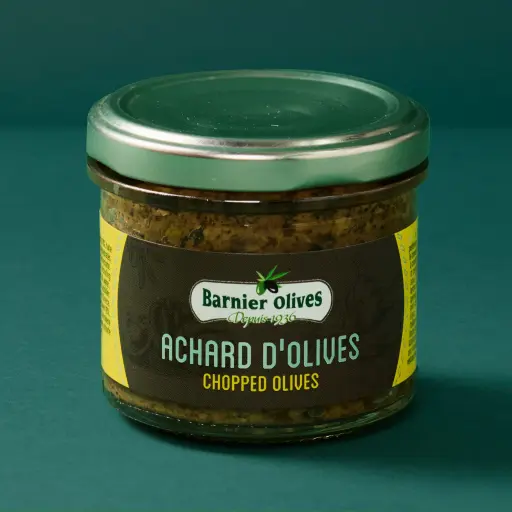 Barnier Olives
Depuis 1936
ACHARD D'OLIVES
CHOPPED OLIVES